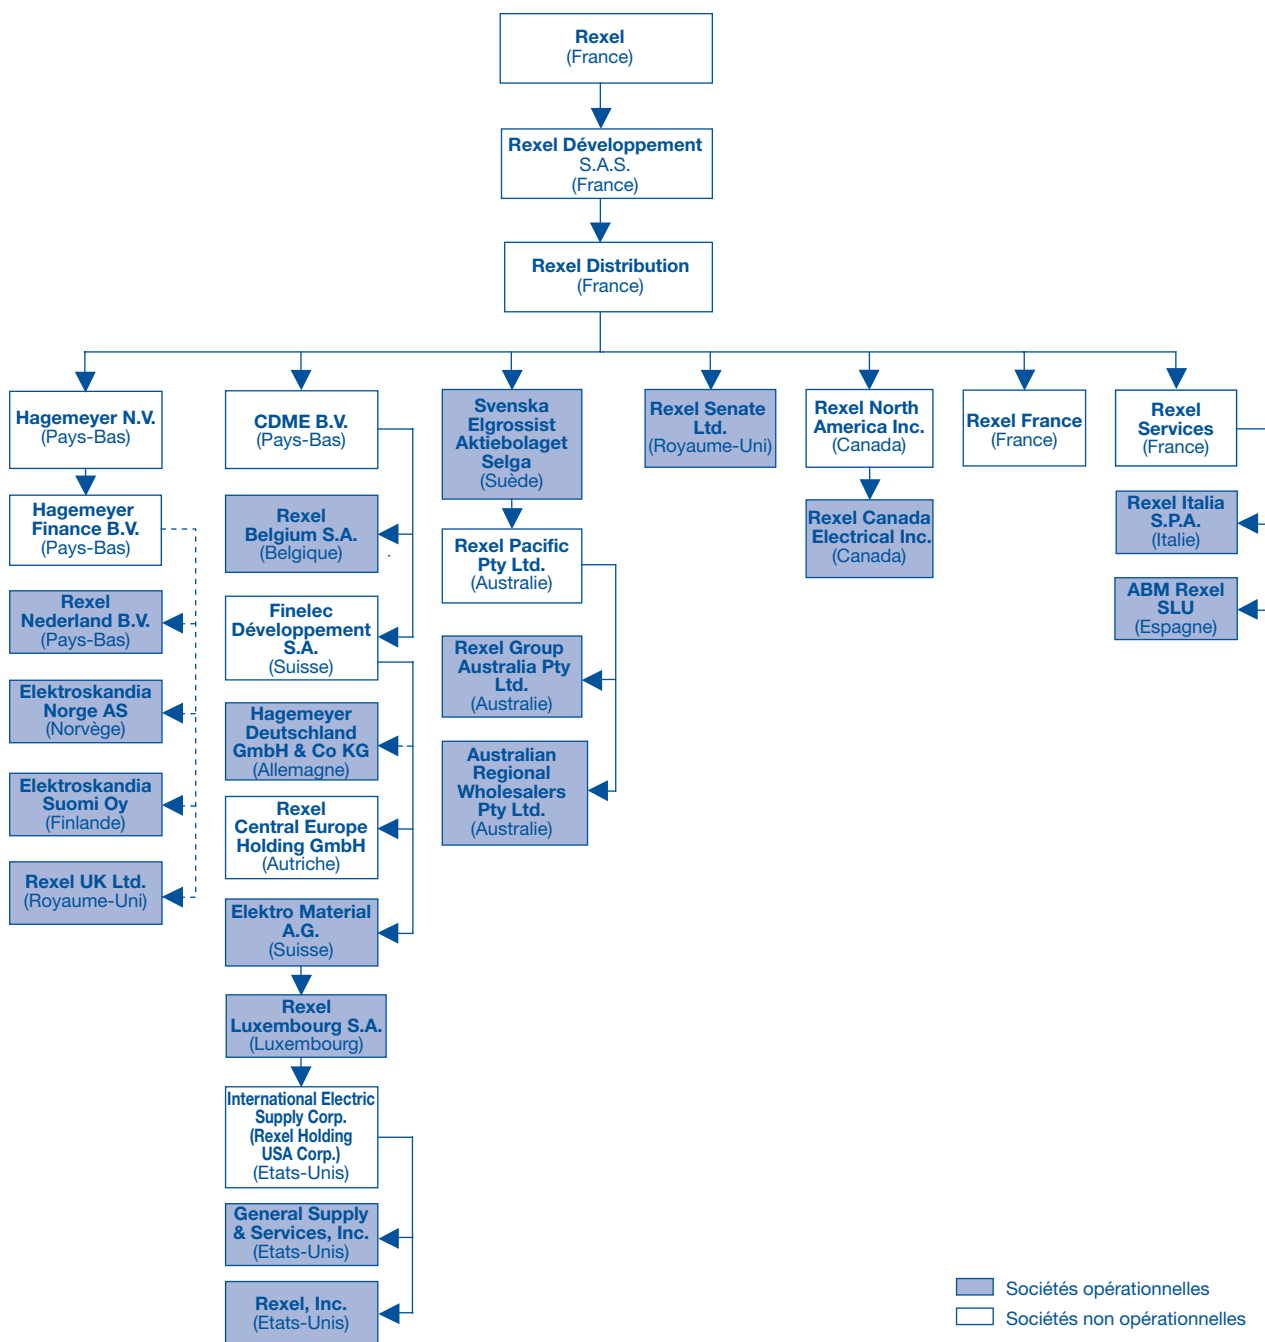 Rexel
(France)
Rexel Développement
S.A.S.
(France)
Rexel Distribution
(France)
Hagemeyer N.V.
(Pays-Bas)
Hagemeyer
Finance B.V.
(Pays-Bas)
Rexel
Nederland B.V.
(Pays-Bas)
Elektroskandia
Norge AS
(Norvège)
Elektroskandia
Suomi Oy
(Finlande)
Rexel UK Ltd.
(Royaume-Uni)
CDME B.V.
(Pays-Bas)
Rexel
Belgium S.A.
(Belgique)
Finelec
Développement
S.A.
(Suisse)
Hagemeyer
Deutschland
GmbH & Co KG
(Allemagne)
Rexel
Central Europe
Holding GmbH
(Autriche)
Elektro Material
A.G.
(Suisse)
Rexel
Luxembourg S.A.
(Luxembourg)
International Electric
Supply Corp.
(Rexel Holding
USA Corp.)
(Etats-Unis)
General Supply
& Services, Inc.
(Etats-Unis)
Rexel, Inc.
(Etats-Unis)
Svenska
Elgrossist
Aktiebolaget
Selga
(Suède)
Rexel Pacific
Pty Ltd.
(Australie)
Rexel Group
Australia Pty
Ltd.
(Australie)
Australian
Regional
Wholesalers
Pty Ltd.
(Australie)
Rexel Senate
Ltd.
(Royaume-Uni)
Rexel North
America Inc.
(Canada)
Rexel Canada
Electrical Inc.
(Canada)
Rexel France
(France)
Rexel
Services
(France)
Rexel Italia
S.P.A.
(Italie)
ABM Rexel
SLU
(Espagne)
Sociétés opérationnelles
Sociétés non opérationnelles